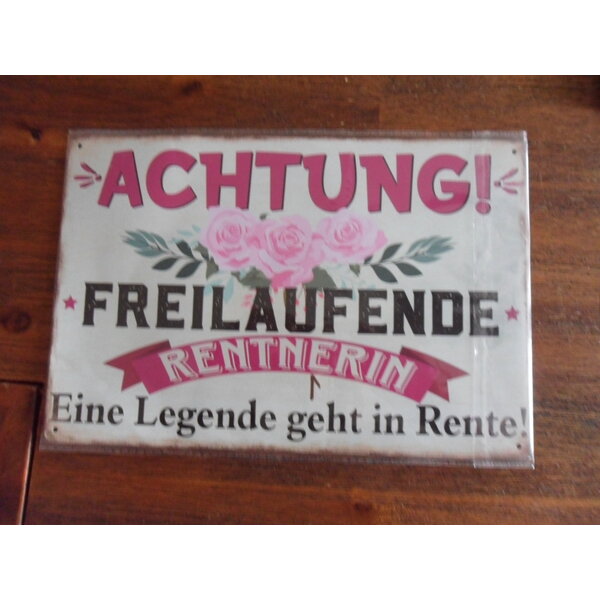 ACHTUNG!
FREILAUFENDE
RENTNERIN
Eine Legende geht in Rente!